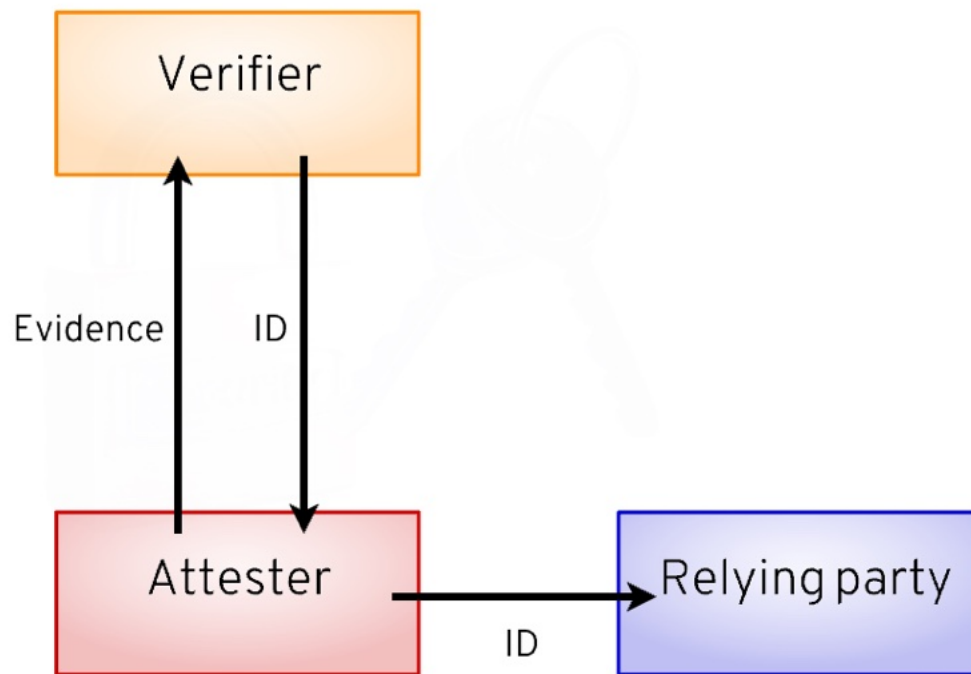 Verifier
Evidence
ID
Attester
Relying party
ID